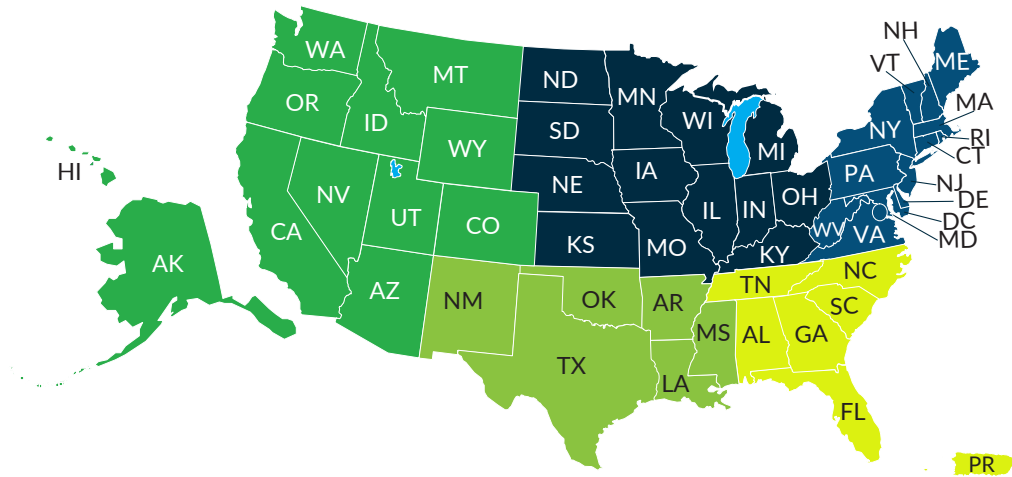 NH
WA
VT
ME
MT
ND
MN
OR
MA
ID
WI
NY
SD
RI
WY
MI
CT
HI
IA
PA
NE
NJ
NV
OH
DE
UT
IL
IN
DC
CO
WV
VA
MD
CA
KS
MO
KY
AK
NC
TN
AZ
NM
OK
AR
SC
MS
AL
GA
TX
LA
FL
PR